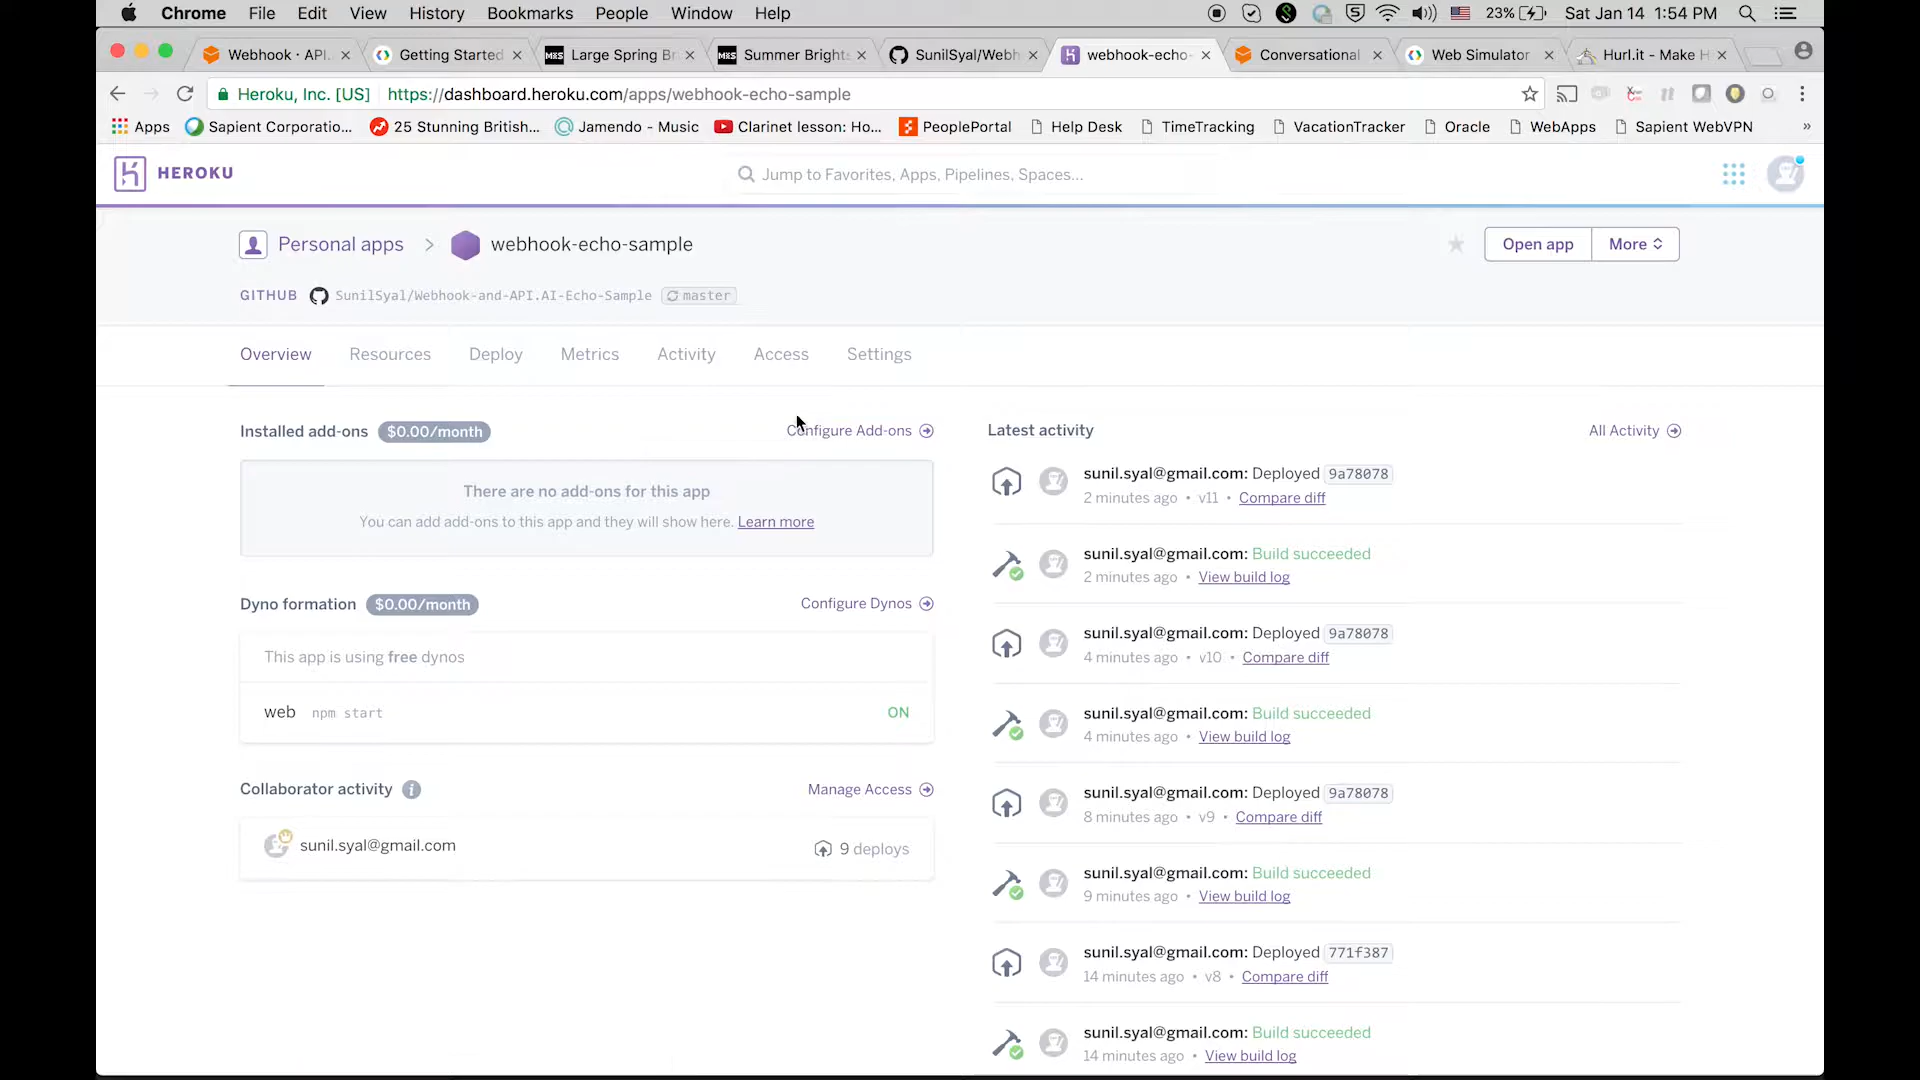 Chrome File Edit View History Bookmarks People Window Help 23% Sat Jan 14 1:54 PM
Webhook · API. Getting Started Large Spring Br Summer Bright SunilSyal/Webh webhook-echo- Conversational Web Simulator Hurl.it - Make H
Heroku, Inc. [US] https://dashboard.heroku.com/apps/webhook-echo-sample
Apps Sapient Corporatio... 25 Stunning British... Jamendo - Music Clarinet lesson: Ho... PeoplePortal Help Desk TimeTracking VacationTracker Oracle WebApps Sapient WebVPN »
HEROKU Jump to Favorites, Apps, Pipelines, Spaces...
Personal apps > webhook-echo-sample Open app More
GITHUB SunilSyal/Webhook-and-API.AI-Echo-Sample master
Overview Resources Deploy Metrics Activity Access Settings
Installed add-ons $0.00/month Configure Add-ons
There are no add-ons for this app
You can add add-ons to this app and they will show here. Learn more
Dyno formation $0.00/month Configure Dynos
This app is using free dynos
web npm start ON
Collaborator activity Manage Access
sunil.syal@gmail.com 9 deploys
Latest activity All Activity
sunil.syal@gmail.com: Deployed 9a78078
2 minutes ago · v11 · Compare diff
sunil.syal@gmail.com: Build succeeded
2 minutes ago · View build log
sunil.syal@gmail.com: Deployed 9a78078
4 minutes ago · v10 · Compare diff
sunil.syal@gmail.com: Build succeeded
4 minutes ago · View build log
sunil.syal@gmail.com: Deployed 9a78078
8 minutes ago · v9 · Compare diff
sunil.syal@gmail.com: Build succeeded
9 minutes ago · View build log
sunil.syal@gmail.com: Deployed 771f387
14 minutes ago · v8 · Compare diff
sunil.syal@gmail.com: Build succeeded
14 minutes ago · View build log